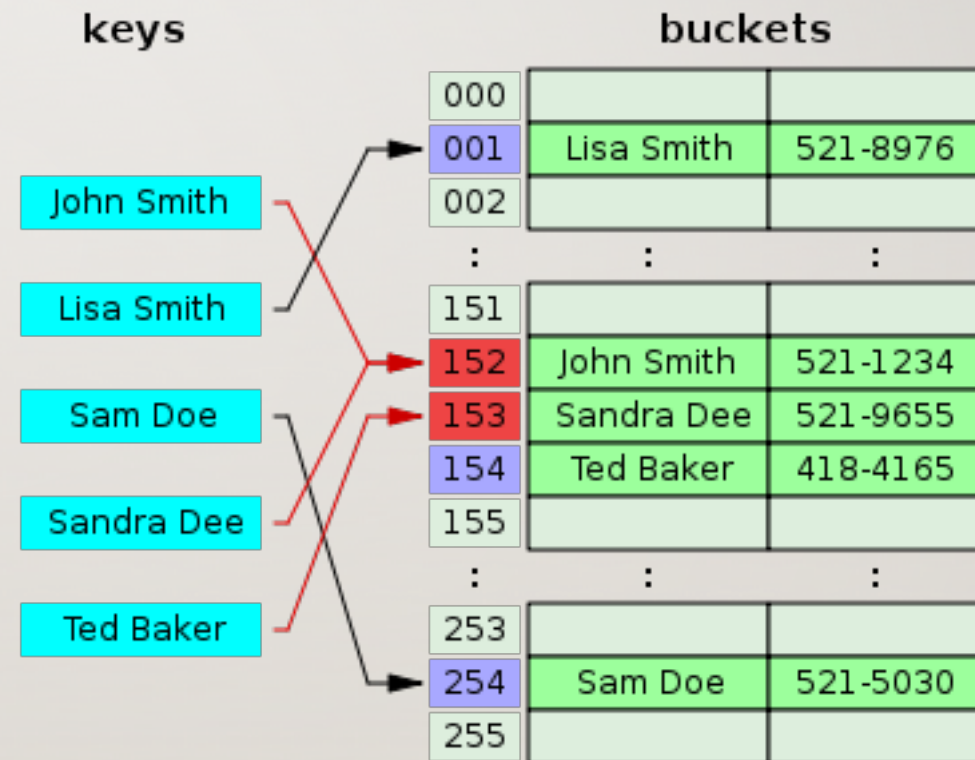 keys buckets
000
001 Lisa Smith 521-8976
John Smith 002
: : :
Lisa Smith 151
152 John Smith 521-1234
Sam Doe 153 Sandra Dee 521-9655
154 Ted Baker 418-4165
Sandra Dee 155
: : :
Ted Baker 253
254 Sam Doe 521-5030
255